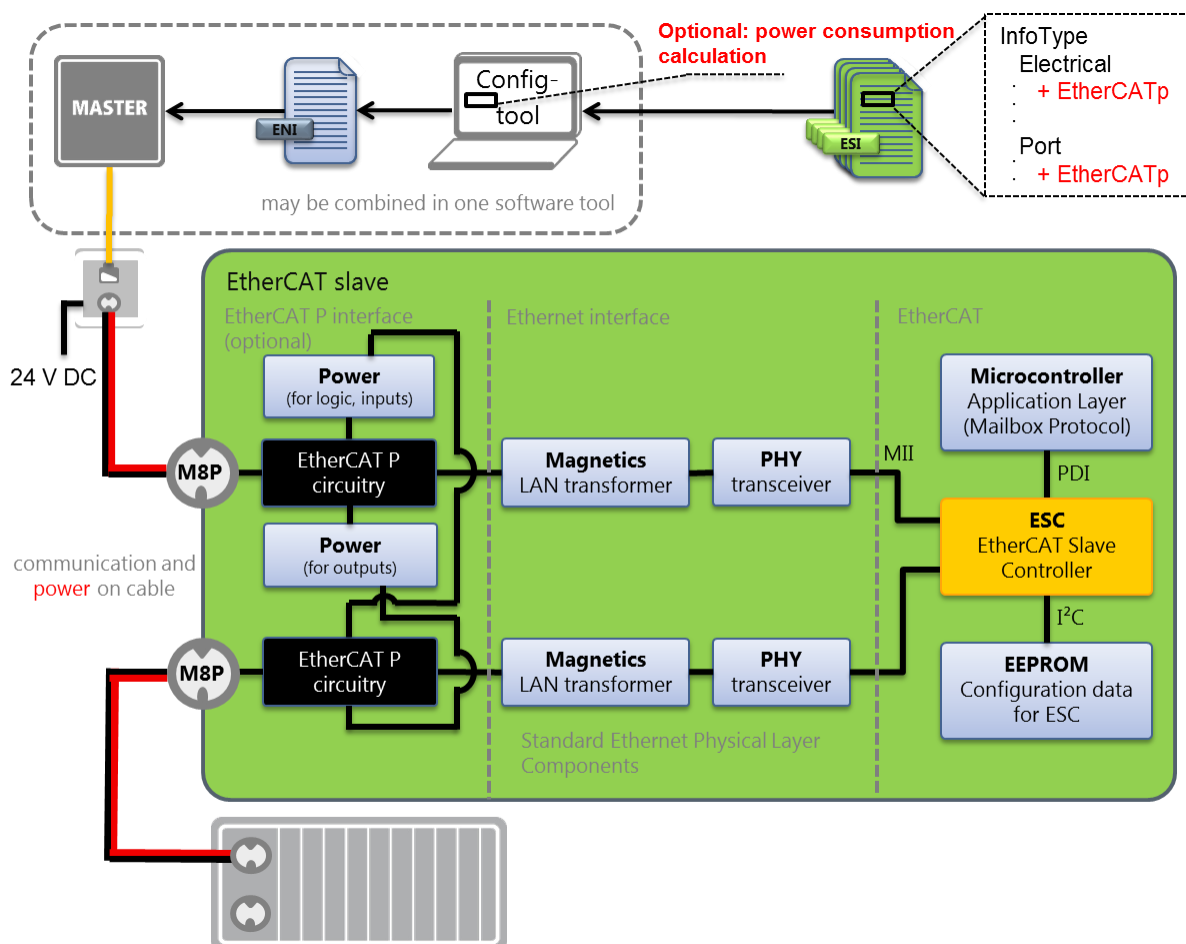 Optional: power consumption
calculation
InfoType
Electrical
.
+ EtherCATp
.
.
Port
.
.
+ EtherCATp
MASTER
ENI
Config-
tool
ESI
may be combined in one software tool
EtherCAT slave
EtherCAT P interface
(optional)
Ethernet interface
EtherCAT
24 V DC
Power
(for logic, inputs)
Microcontroller
Application Layer
(Mailbox Protocol)
M8P
EtherCAT P
circuitry
Magnetics
LAN transformer
PHY
transceiver
MII
PDI
ESC
EtherCAT Slave
Controller
Power
(for outputs)
communication and
power on cable
I²C
M8P
EtherCAT P
circuitry
Magnetics
LAN transformer
PHY
transceiver
EEPROM
Configuration data
for ESC
Standard Ethernet Physical Layer
Components